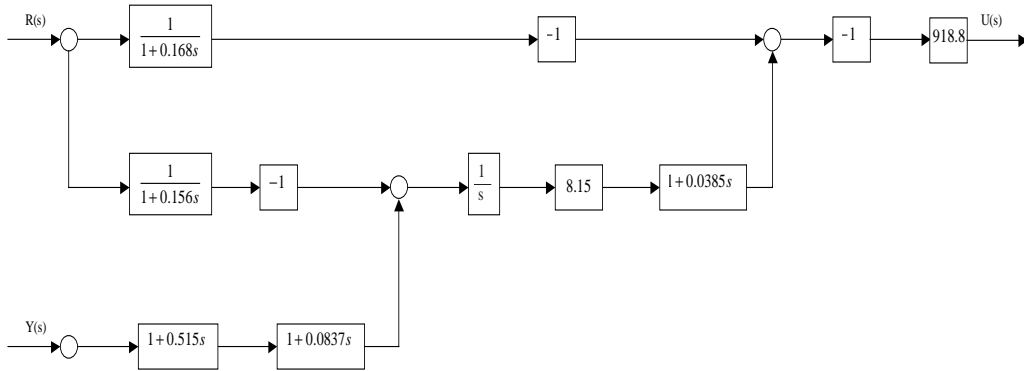 R(s)
1
1+0.168s
−1
−1
918.8
U(s)
1
1+0.156s
−1
1
s
8.15
1+0.0385s
Y(s)
1+0.515s
1+0.0837s